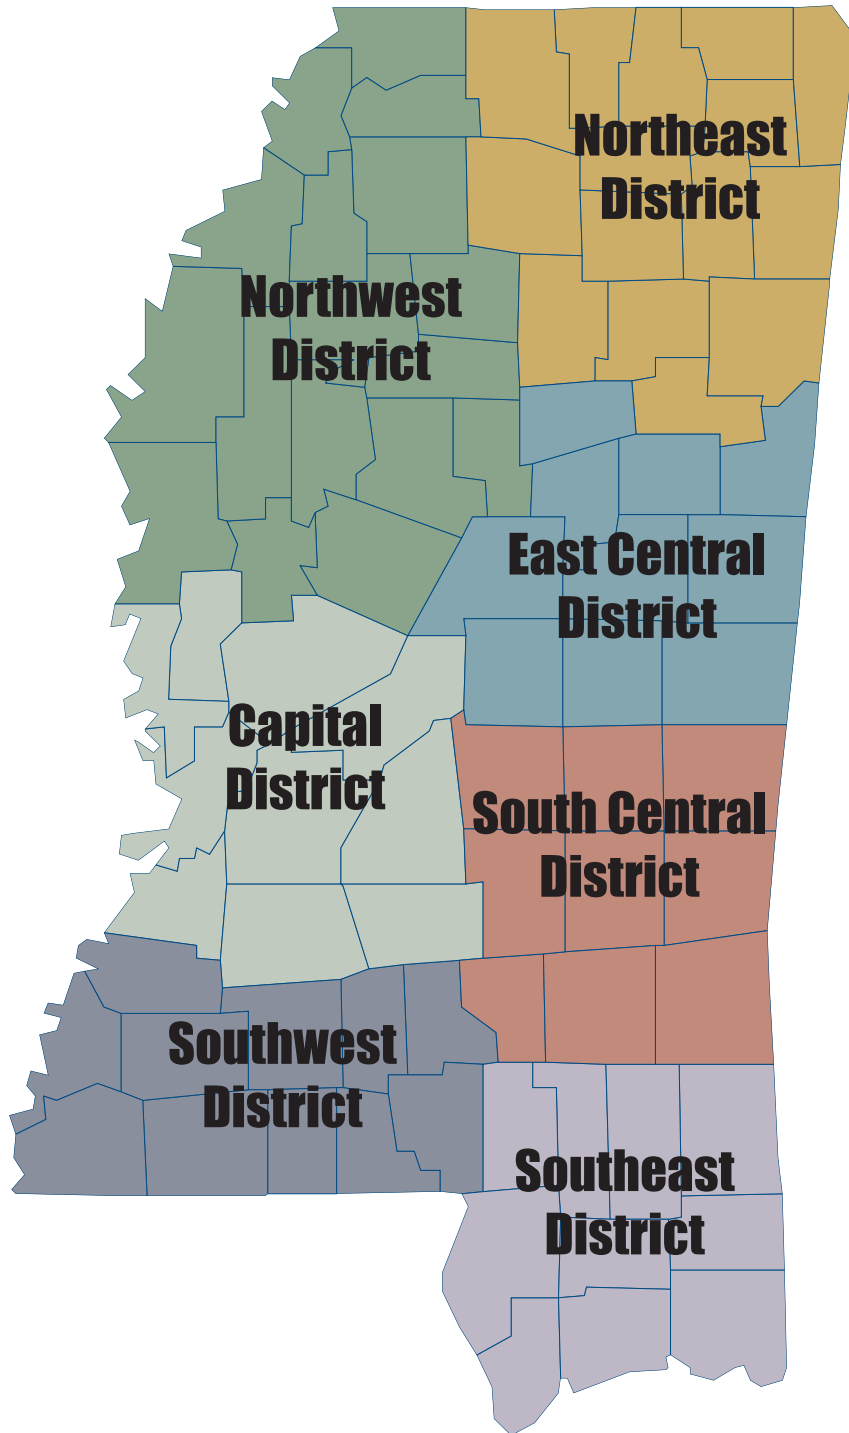 Northeast
District
Northwest
District
East Central
District
Capital
District
South Central
District
Southwest
District
Southeast
District